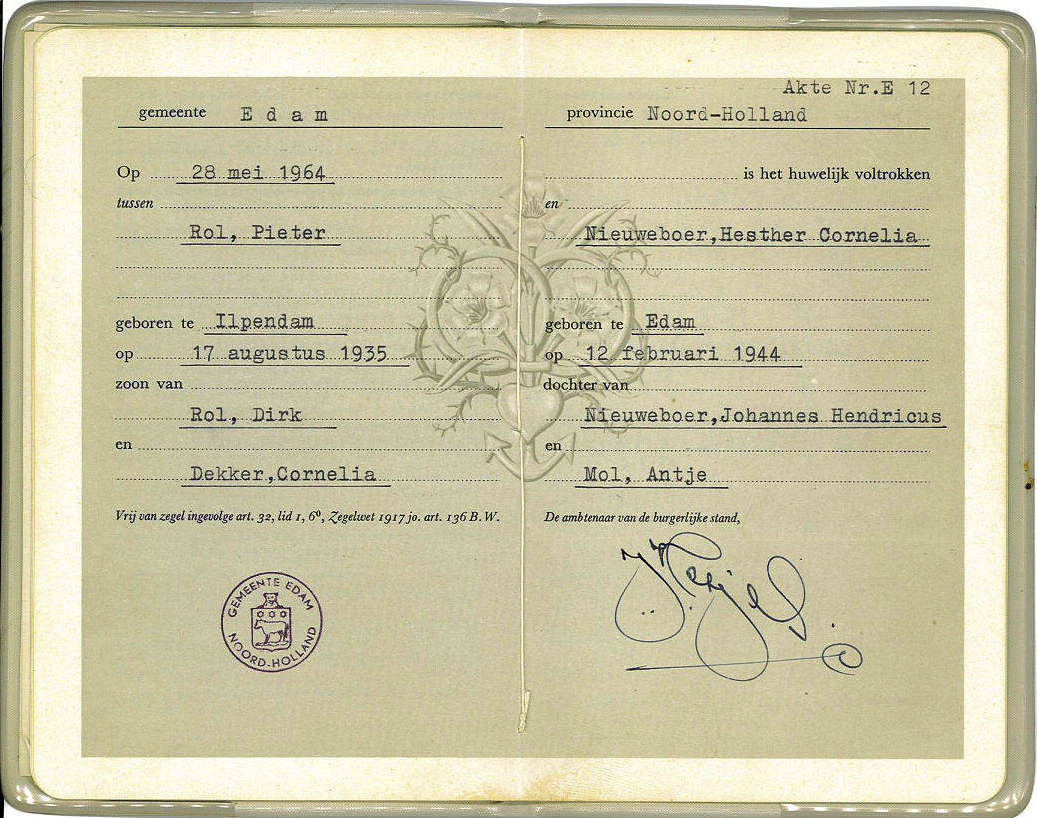 gemeente E d a m
Op 28 mei 1964
tussen
Rol, Pieter
geboren te Ilpendam
op 17 augustus 1935
zoon van
Rol, Dirk
en
Dekker,Cornelia
Vrij van zegel ingevolge art. 32, lid 1, 6⁰, Zegelwet 1917 jo. art. 136 B.W.
GEMEENTE EDAM
NOORD-HOLLAND
Akte Nr.E 12
provincie Noord-Holland
is het huwelijk voltrokken
en
Nieuweboer,Hesther Cornelia
geboren te Edam
op 12 februari 1944
dochter van
Nieuweboer,Johannes Hendricus
en
Mol, Antje
De ambtenaar van de burgerlijke stand,